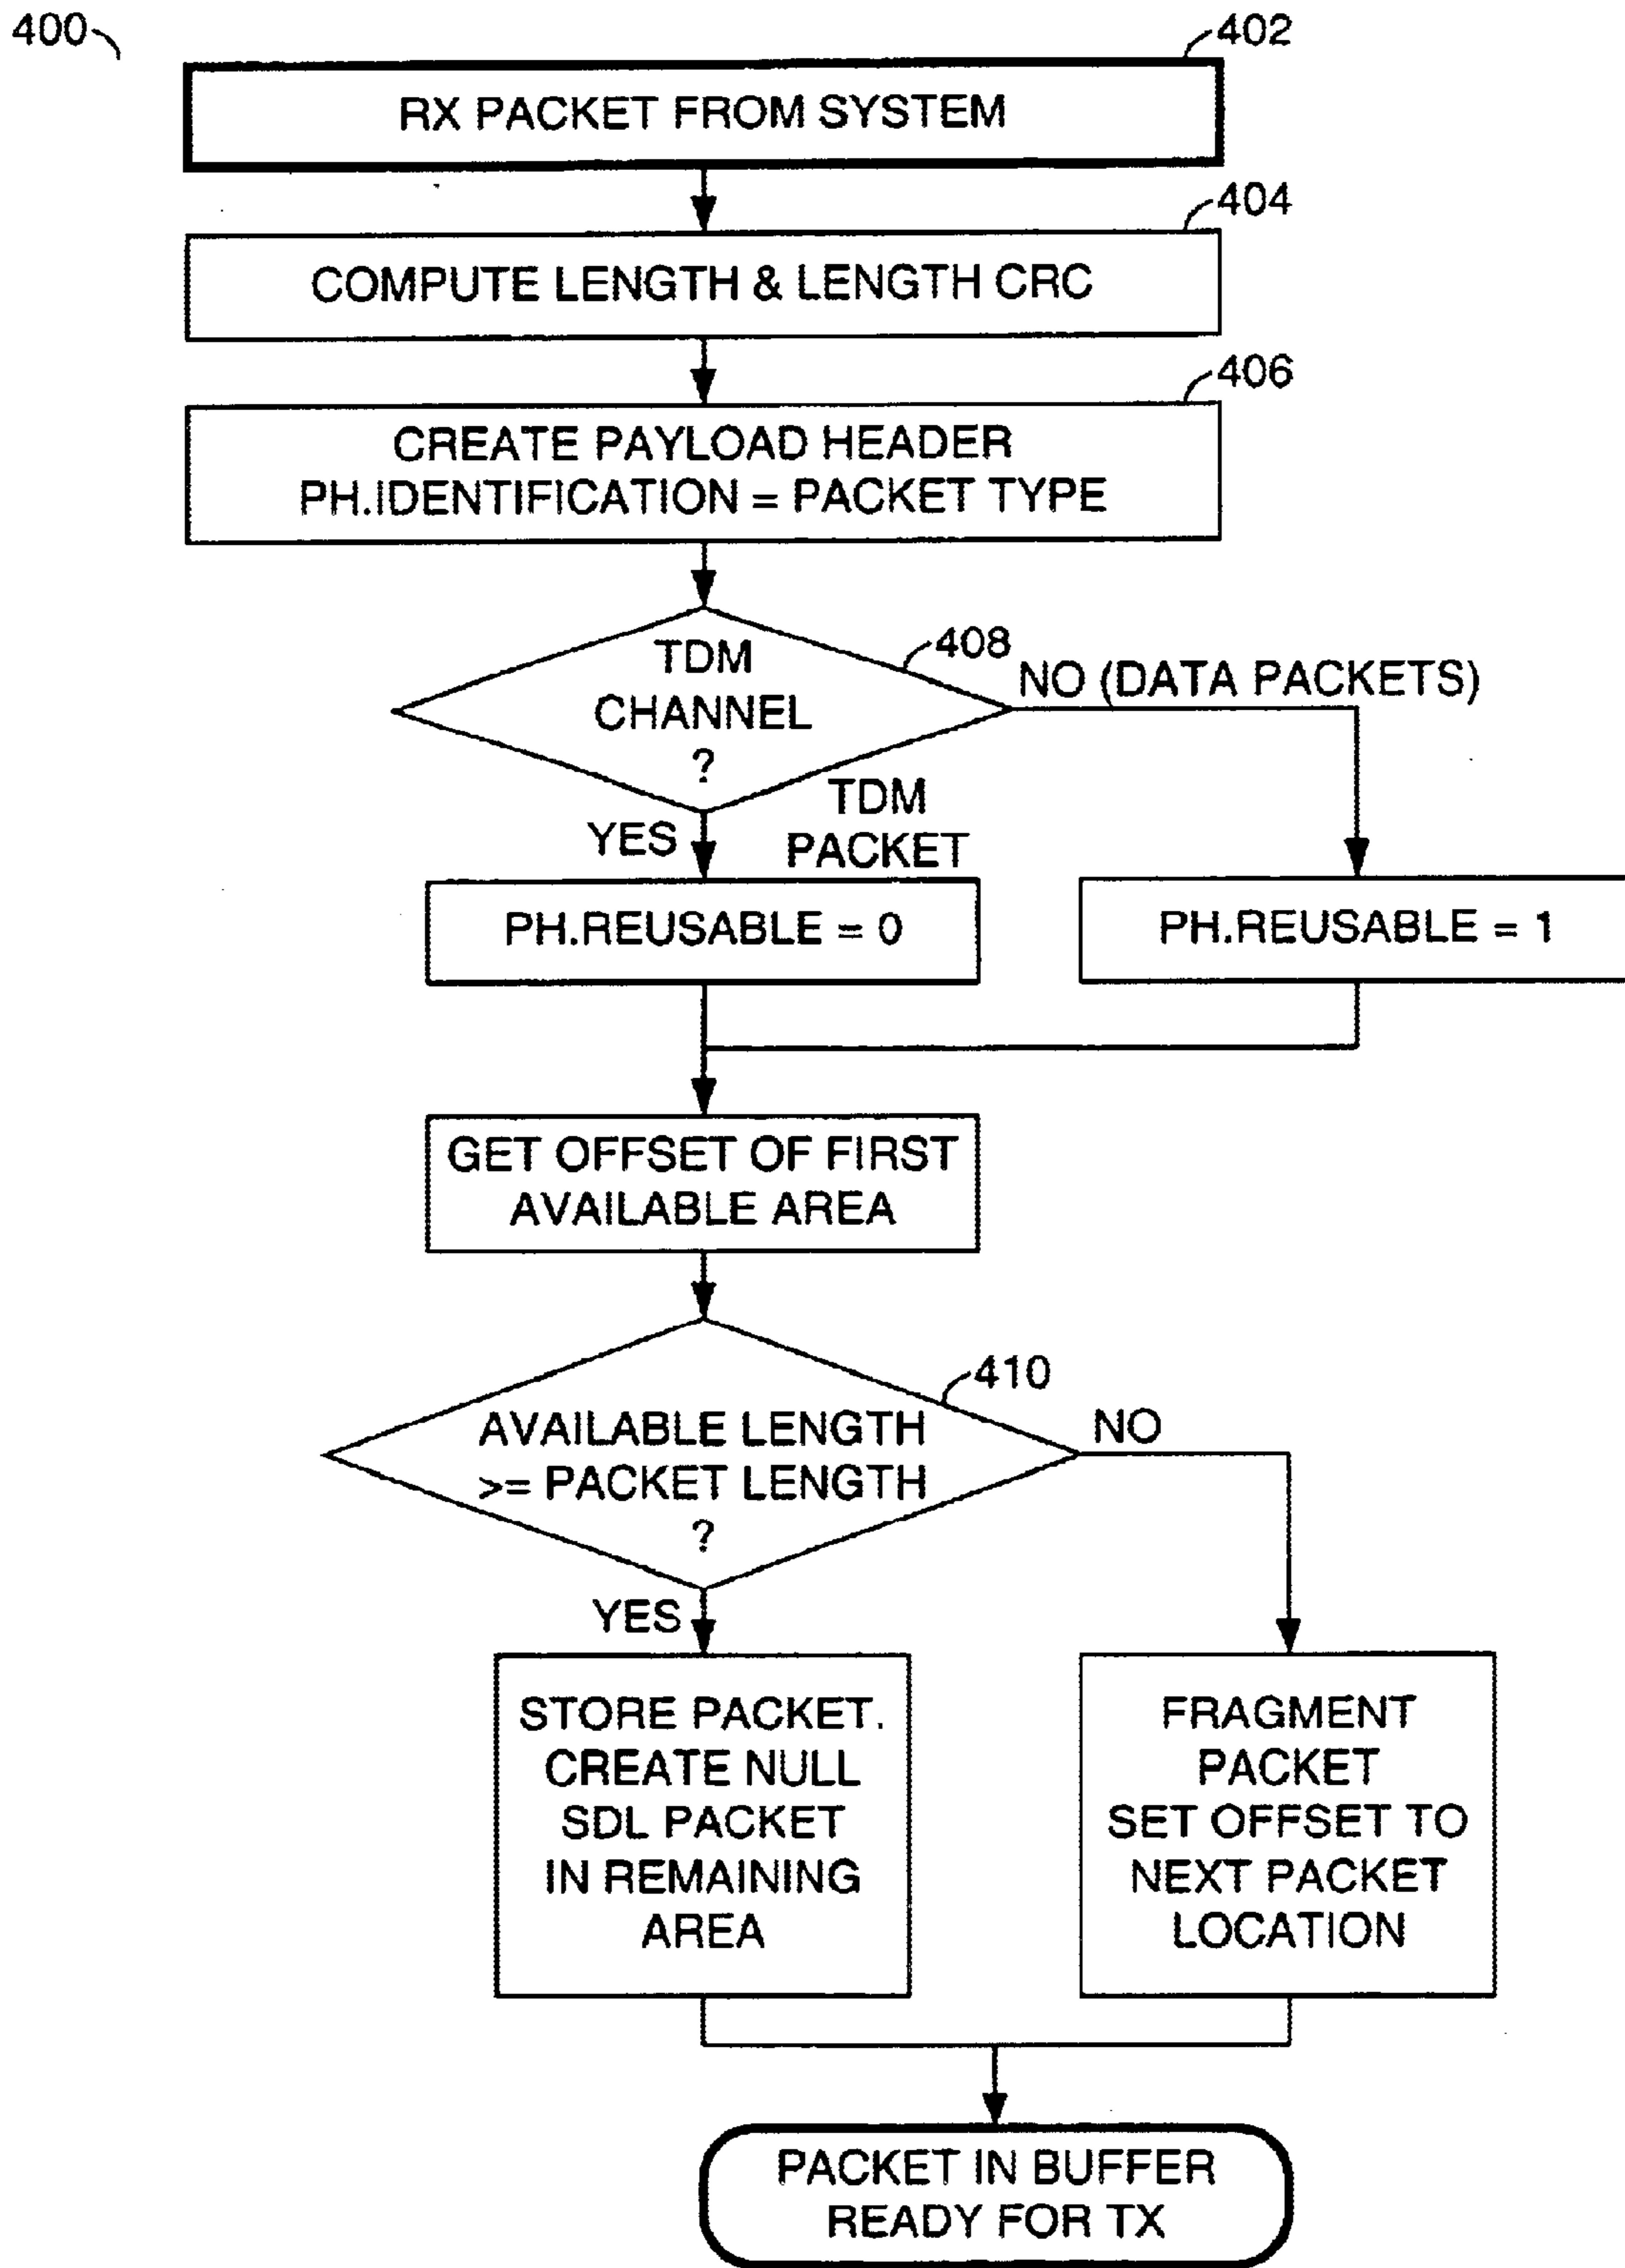 400
402
RX PACKET FROM SYSTEM
404
COMPUTE LENGTH & LENGTH CRC
406
CREATE PAYLOAD HEADER
PH.IDENTIFICATION = PACKET TYPE
408
TDM
CHANNEL
?
NO (DATA PACKETS)
YES
TDM
PACKET
PH.REUSABLE = 0
PH.REUSABLE = 1
GET OFFSET OF FIRST
AVAILABLE AREA
410
AVAILABLE LENGTH
>= PACKET LENGTH
?
NO
YES
STORE PACKET.
CREATE NULL
SDL PACKET
IN REMAINING
AREA
FRAGMENT
PACKET
SET OFFSET TO
NEXT PACKET
LOCATION
PACKET IN BUFFER
READY FOR TX